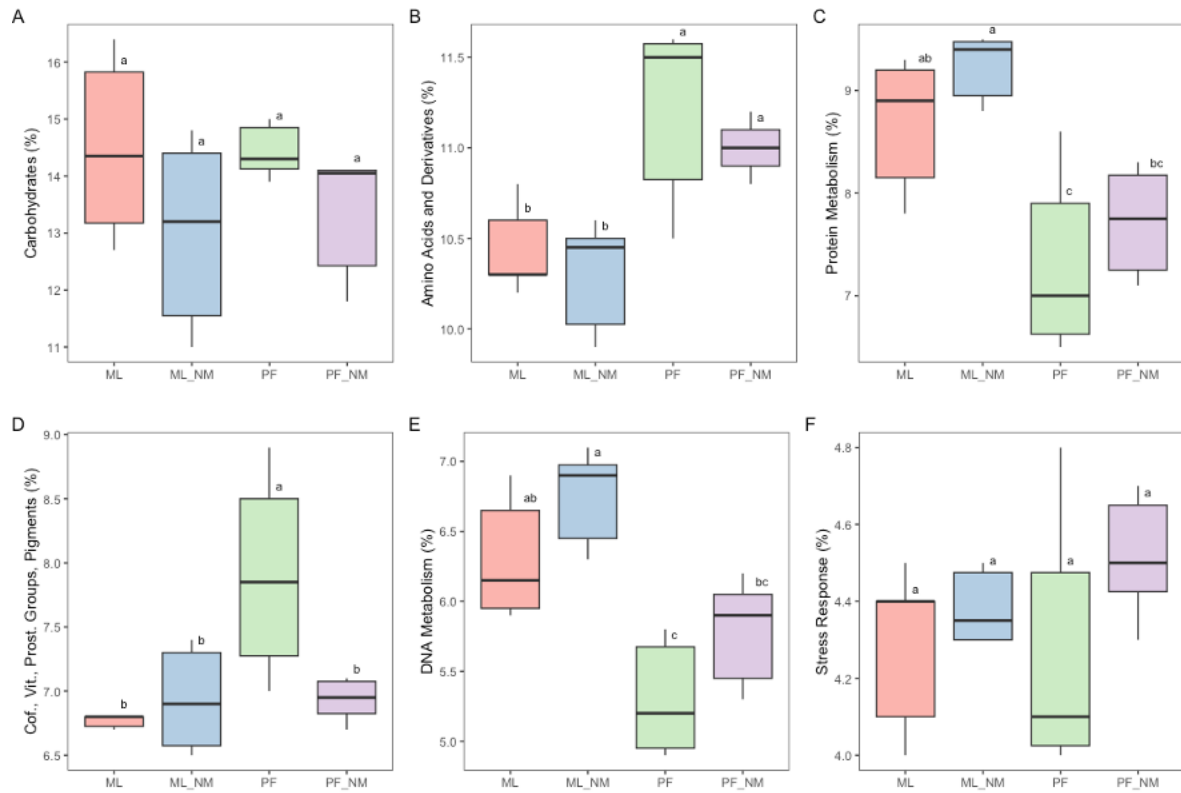 A
Carbohydrates (%)
16
15
14
13
12
11
a
a
a
a
ML
ML_NM
PF
PF_NM
B
Amino Acids and Derivatives (%)
11.5
11.0
10.5
10.0
b
b
a
a
ML
ML_NM
PF
PF_NM
C
Protein Metabolism (%)
9
8
7
ab
a
c
bc
ML
ML_NM
PF
PF_NM
D
Cof., Vit., Prost. Groups, Pigments (%)
9.0
8.5
8.0
7.5
7.0
6.5
b
b
a
b
ML
ML_NM
PF
PF_NM
E
DNA Metabolism (%)
7.0
6.5
6.0
5.5
5.0
ab
a
c
bc
ML
ML_NM
PF
PF_NM
F
Stress Response (%)
4.8
4.6
4.4
4.2
4.0
a
a
a
a
ML
ML_NM
PF
PF_NM